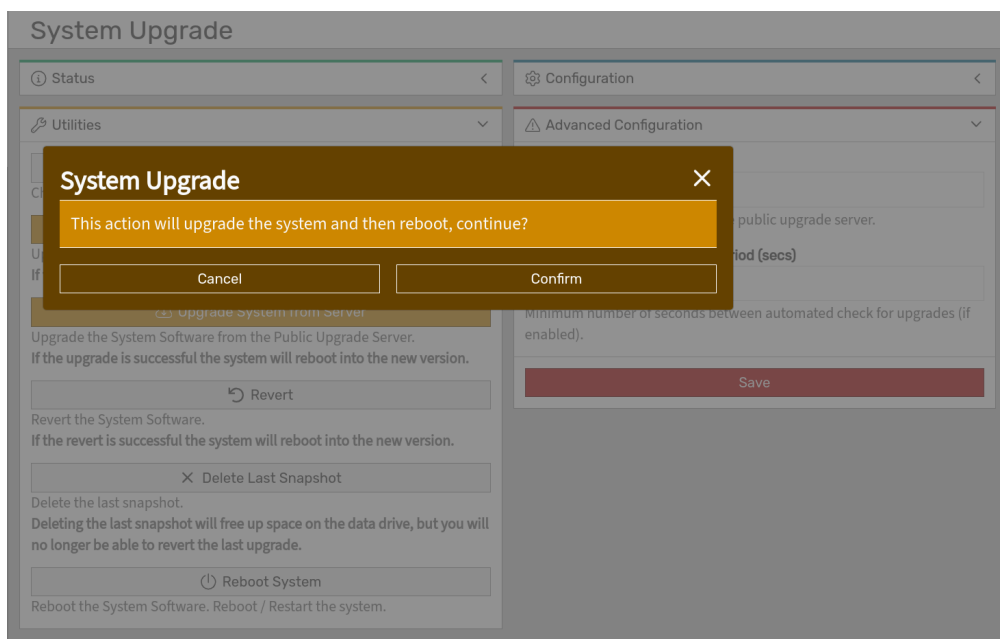 System Upgrade
Status
Configuration
Utilities
Advanced Configuration
System Upgrade
This action will upgrade the system and then reboot, continue?
Cancel
Confirm
public upgrade server.
(secs)
If
Upgrade System from Server
Upgrade the System Software from the Public Upgrade Server.
If the upgrade is successful the system will reboot into the new version.
Minimum number of seconds between automated check for upgrades (if
enabled).
Save
Revert
Revert the System Software.
If the revert is successful the system will reboot into the new version.
Delete Last Snapshot
Delete the last snapshot.
Deleting the last snapshot will free up space on the data drive, but you will
no longer be able to revert the last upgrade.
Reboot System
Reboot the System Software. Reboot / Restart the system.